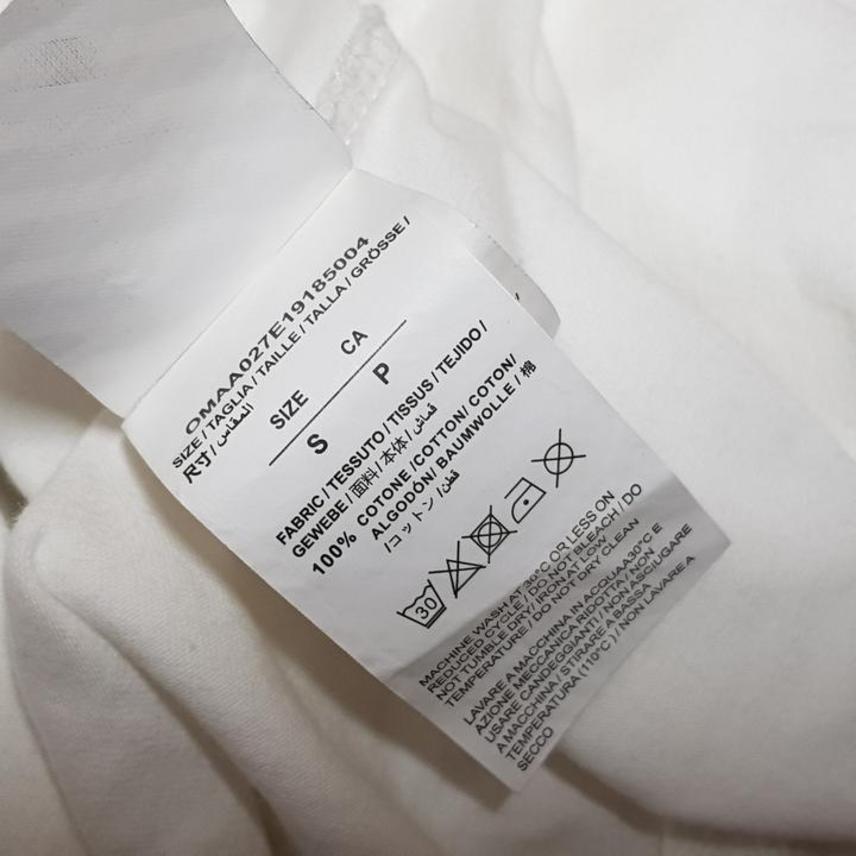 OMAA027E19185004
SIZE / TAGLIA / TAILLE / TALLA / GRÖSSE /
尺寸 / المقاس
SIZE CA
S P
FABRIC / TESSUTO / TISSUS / TEJIDO /
GEWEBE / 面料 / 本体 / قماش
100% COTONE /COTTON/ COTON/
ALGODÓN/ BAUMWOLLE / 棉
/コットン /قطن
30
MACHINE WASH AT 30°C OR LESS ON
REDUCED CYCLE / DO NOT BLEACH / DO
NOT TUMBLE DRY/ IRON AT LOW
TEMPERATURE / DO NOT DRY CLEAN
LAVARE A MACCHINA IN ACQUA A 30°C E
AZIONE MECCANICA RIDOTTA / NON
USARE CANDEGGIANTI / NON ASCIUGARE
A MACCHINA / STIRARE A BASSA
TEMPERATURA (110°C ) / NON LAVARE A
SECCO